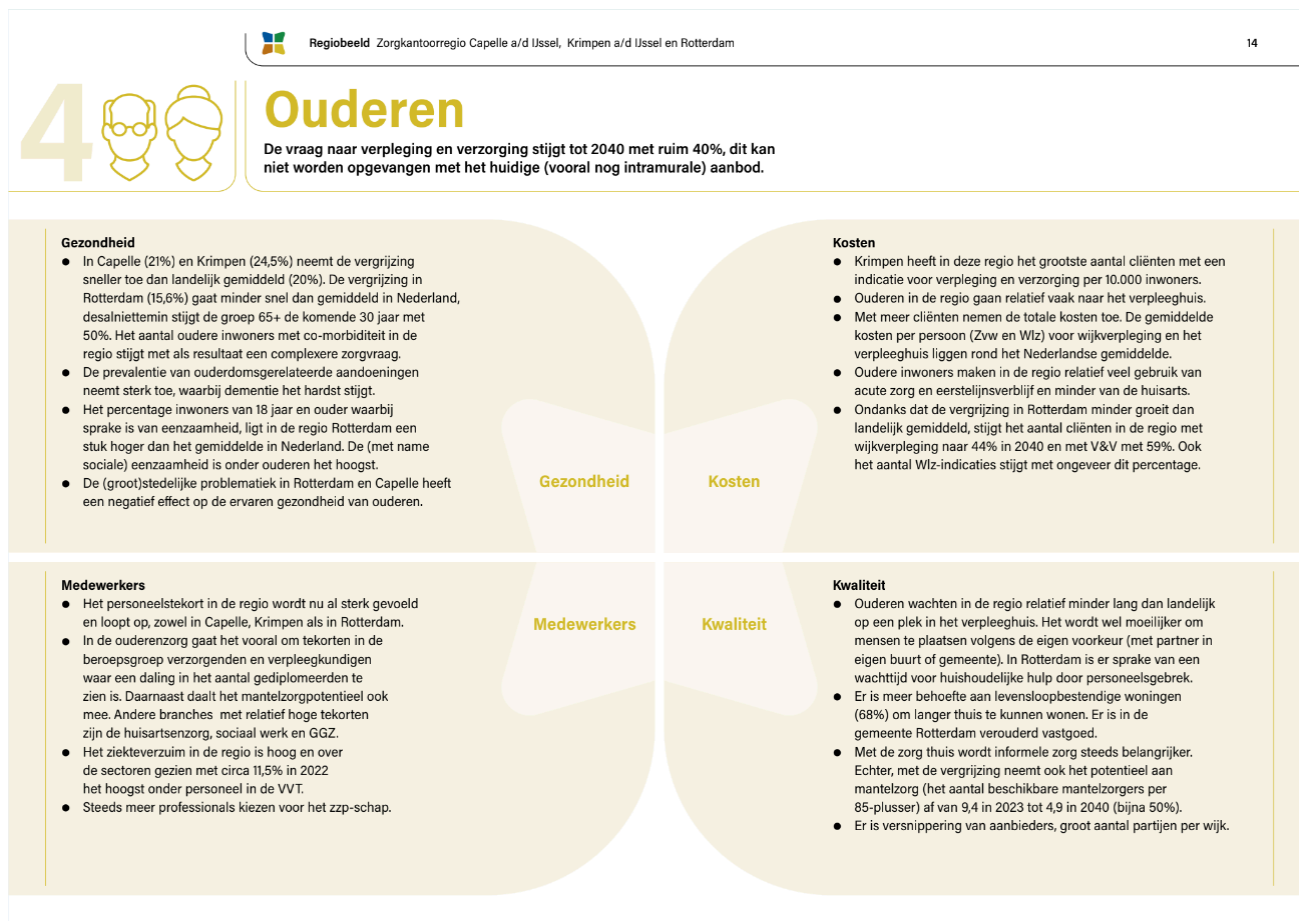 Regiobeeld Zorgkantoorregio Capelle a/d IJssel, Krimpen a/d IJssel en Rotterdam
14
4
Ouderen
De vraag naar verpleging en verzorging stijgt tot 2040 met ruim 40%, dit kan
niet worden opgevangen met het huidige (vooral nog intramurale) aanbod.
Gezondheid
● In Capelle (21%) en Krimpen (24,5%) neemt de vergrijzing
sneller toe dan landelijk gemiddeld (20%). De vergrijzing in
Rotterdam (15,6%) gaat minder snel dan gemiddeld in Nederland,
desalniettemin stijgt de groep 65+ de komende 30 jaar met
50%. Het aantal oudere inwoners met co-morbiditeit in de
regio stijgt met als resultaat een complexere zorgvraag.
● De prevalentie van ouderdomsgerelateerde aandoeningen
neemt sterk toe, waarbij dementie het hardst stijgt.
● Het percentage inwoners van 18 jaar en ouder waarbij
sprake is van eenzaamheid, ligt in de regio Rotterdam een
stuk hoger dan het gemiddelde in Nederland. De (met name
sociale) eenzaamheid is onder ouderen het hoogst.
● De (groot)stedelijke problematiek in Rotterdam en Capelle heeft
een negatief effect op de ervaren gezondheid van ouderen.
Kosten
● Krimpen heeft in deze regio het grootste aantal cliënten met een
indicatie voor verpleging en verzorging per 10.000 inwoners.
● Ouderen in de regio gaan relatief vaak naar het verpleeghuis.
● Met meer cliënten nemen de totale kosten toe. De gemiddelde
kosten per persoon (Zvw en Wlz) voor wijkverpleging en het
verpleeghuis liggen rond het Nederlandse gemiddelde.
● Oudere inwoners maken in de regio relatief veel gebruik van
acute zorg en eerstelijnsverblijf en minder van de huisarts.
● Ondanks dat de vergrijzing in Rotterdam minder groeit dan
landelijk gemiddeld, stijgt het aantal cliënten in de regio met
wijkverpleging naar 44% in 2040 en met V&V met 59%. Ook
het aantal Wlz-indicaties stijgt met ongeveer dit percentage.
Gezondheid
Kosten
Medewerkers
Kwaliteit
Medewerkers
● Het personeelstekort in de regio wordt nu al sterk gevoeld
en loopt op, zowel in Capelle, Krimpen als in Rotterdam.
● In de ouderenzorg gaat het vooral om tekorten in de
beroepsgroep verzorgenden en verpleegkundigen
waar een daling in het aantal gediplomeerden te
zien is. Daarnaast daalt het mantelzorgpotentieel ook
mee. Andere branches met relatief hoge tekorten
zijn de huisartsenzorg, sociaal werk en GGZ.
● Het ziekteverzuim in de regio is hoog en over
de sectoren gezien met circa 11,5% in 2022
het hoogst onder personeel in de VVT.
● Steeds meer professionals kiezen voor het zzp-schap.
Kwaliteit
● Ouderen wachten in de regio relatief minder lang dan landelijk
op een plek in het verpleeghuis. Het wordt wel moeilijker om
mensen te plaatsen volgens de eigen voorkeur (met partner in
eigen buurt of gemeente). In Rotterdam is er sprake van een
wachttijd voor huishoudelijke hulp door personeelsgebrek.
● Er is meer behoefte aan levensloopbestendige woningen
(68%) om langer thuis te kunnen wonen. Er is in de
gemeente Rotterdam verouderd vastgoed.
● Met de zorg thuis wordt informele zorg steeds belangrijker.
Echter, met de vergrijzing neemt ook het potentieel aan
mantelzorg (het aantal beschikbare mantelzorgers per
85-plusser) af van 9,4 in 2023 tot 4,9 in 2040 (bijna 50%).
● Er is versnippering van aanbieders, groot aantal partijen per wijk.